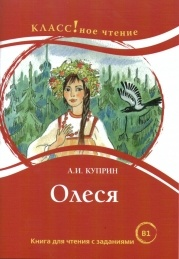 КЛАСС!ное чтение
А.И. КУПРИН
Олеся
B1
Книга для чтения с заданиями